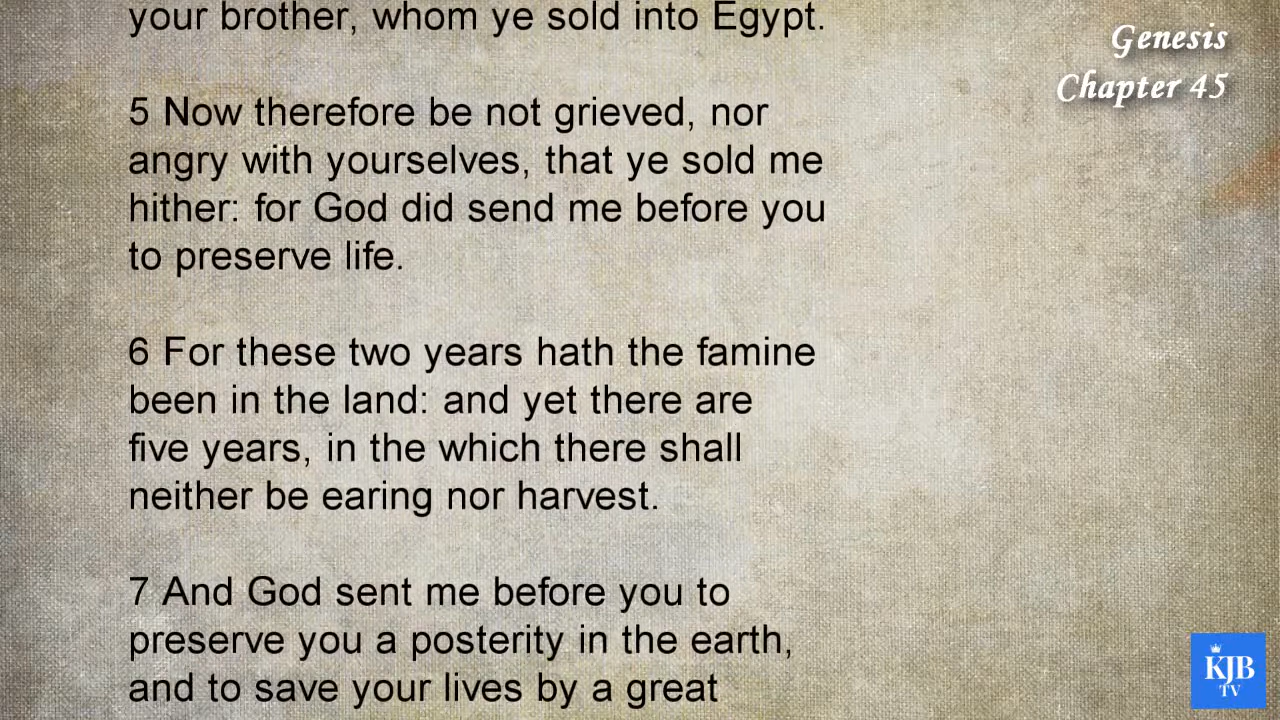 your brother, whom ye sold into Egypt.
Genesis
Chapter 45
5 Now therefore be not grieved, nor
angry with yourselves, that ye sold me
hither: for God did send me before you
to preserve life.
6 For these two years hath the famine
been in the land: and yet there are
five years, in the which there shall
neither be earing nor harvest.
7 And God sent me before you to
preserve you a posterity in the earth,
and to save your lives by a great
KJB
TV